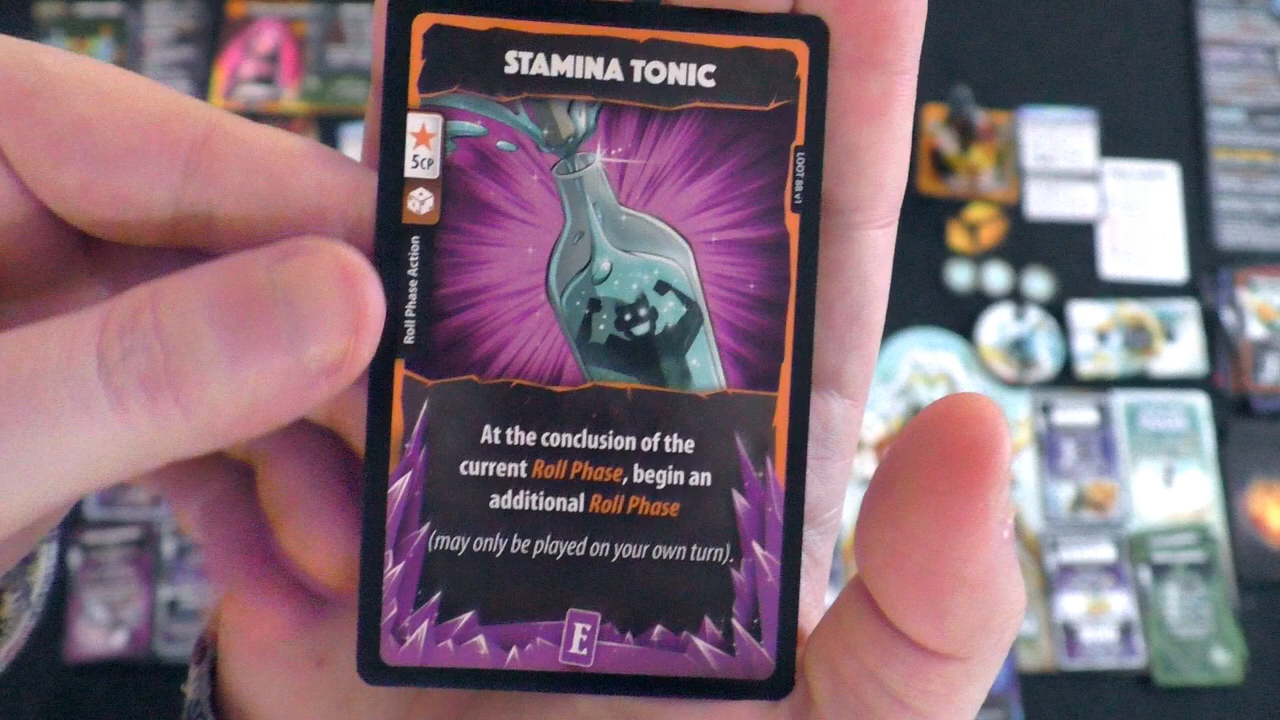 STAMINA TONIC
5CP
LOOT 88 v1
Roll Phase Action
At the conclusion of the
current Roll Phase, begin an
additional Roll Phase
(may only be played on your own turn).
E